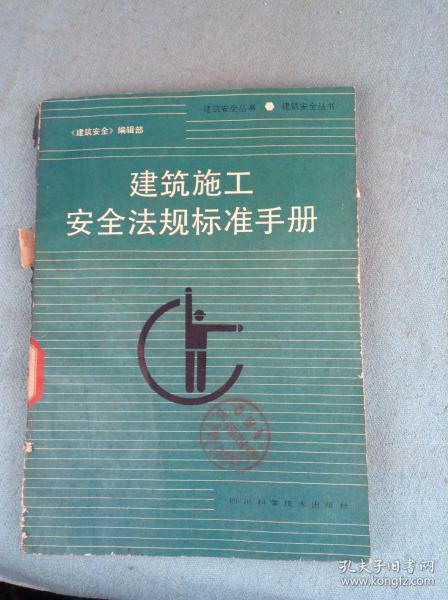 建筑安全丛书 建筑安全丛书
《建筑安全》编辑部
建筑施工
安全法规标准手册
四川科学技术出版社
孔夫子旧书网
www.kongfz.com